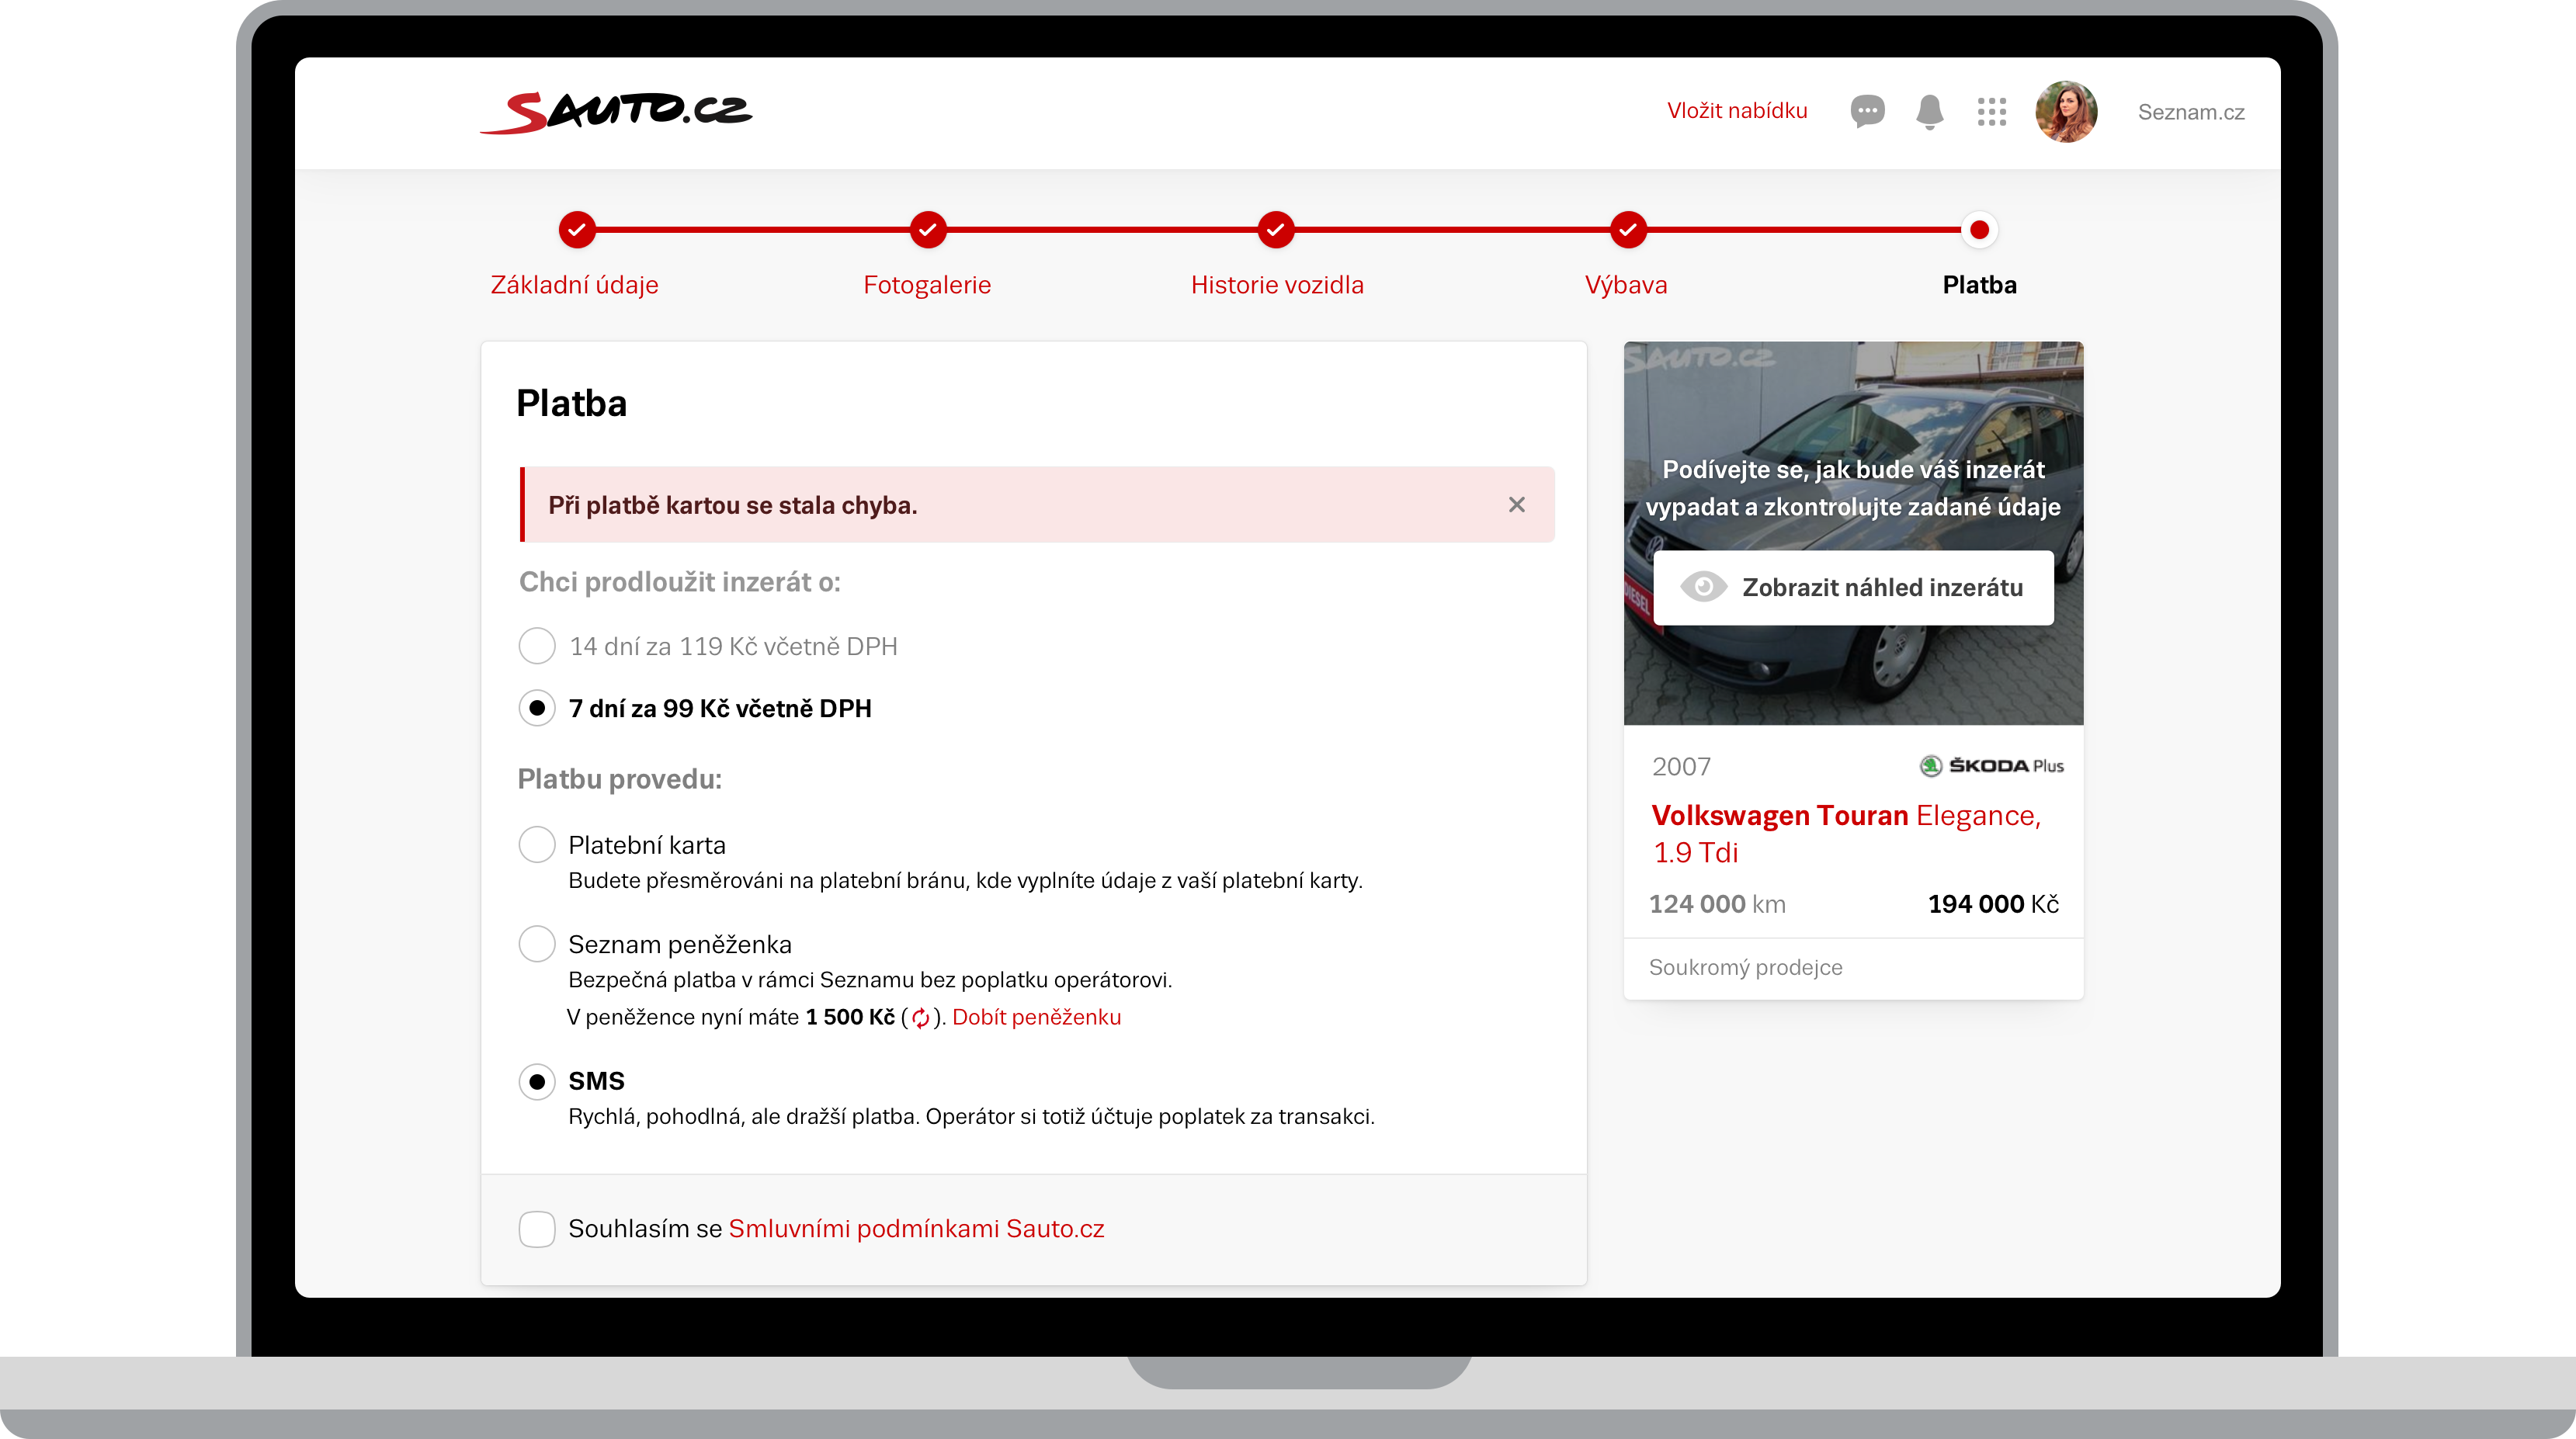 SAUTO.CZ
Vložit nabídku
Seznam.cz
Základní údaje
Fotogalerie
Historie vozidla
Výbava
Platba
Platba
Při platbě kartou se stala chyba.
Chci prodloužit inzerát o:
14 dní za 119 Kč včetně DPH
7 dní za 99 Kč včetně DPH
Platbu provedu:
Platební karta
Budete přesměrováni na platební bránu, kde vyplníte údaje z vaší platební karty.
Seznam peněženka
Bezpečná platba v rámci Seznamu bez poplatku operátorovi.
V peněžence nyní máte 1 500 Kč (). Dobít peněženku
SMS
Rychlá, pohodlná, ale dražší platba. Operátor si totiž účtuje poplatek za transakci.
Souhlasím se Smluvními podmínkami Sauto.cz
SAUTO.CZ
Podívejte se, jak bude váš inzerát
vypadat a zkontrolujte zadané údaje
Zobrazit náhled inzerátu
DIESEL
2007
ŠKODA Plus
Volkswagen Touran Elegance,
1.9 Tdi
124 000 km
194 000 Kč
Soukromý prodejce